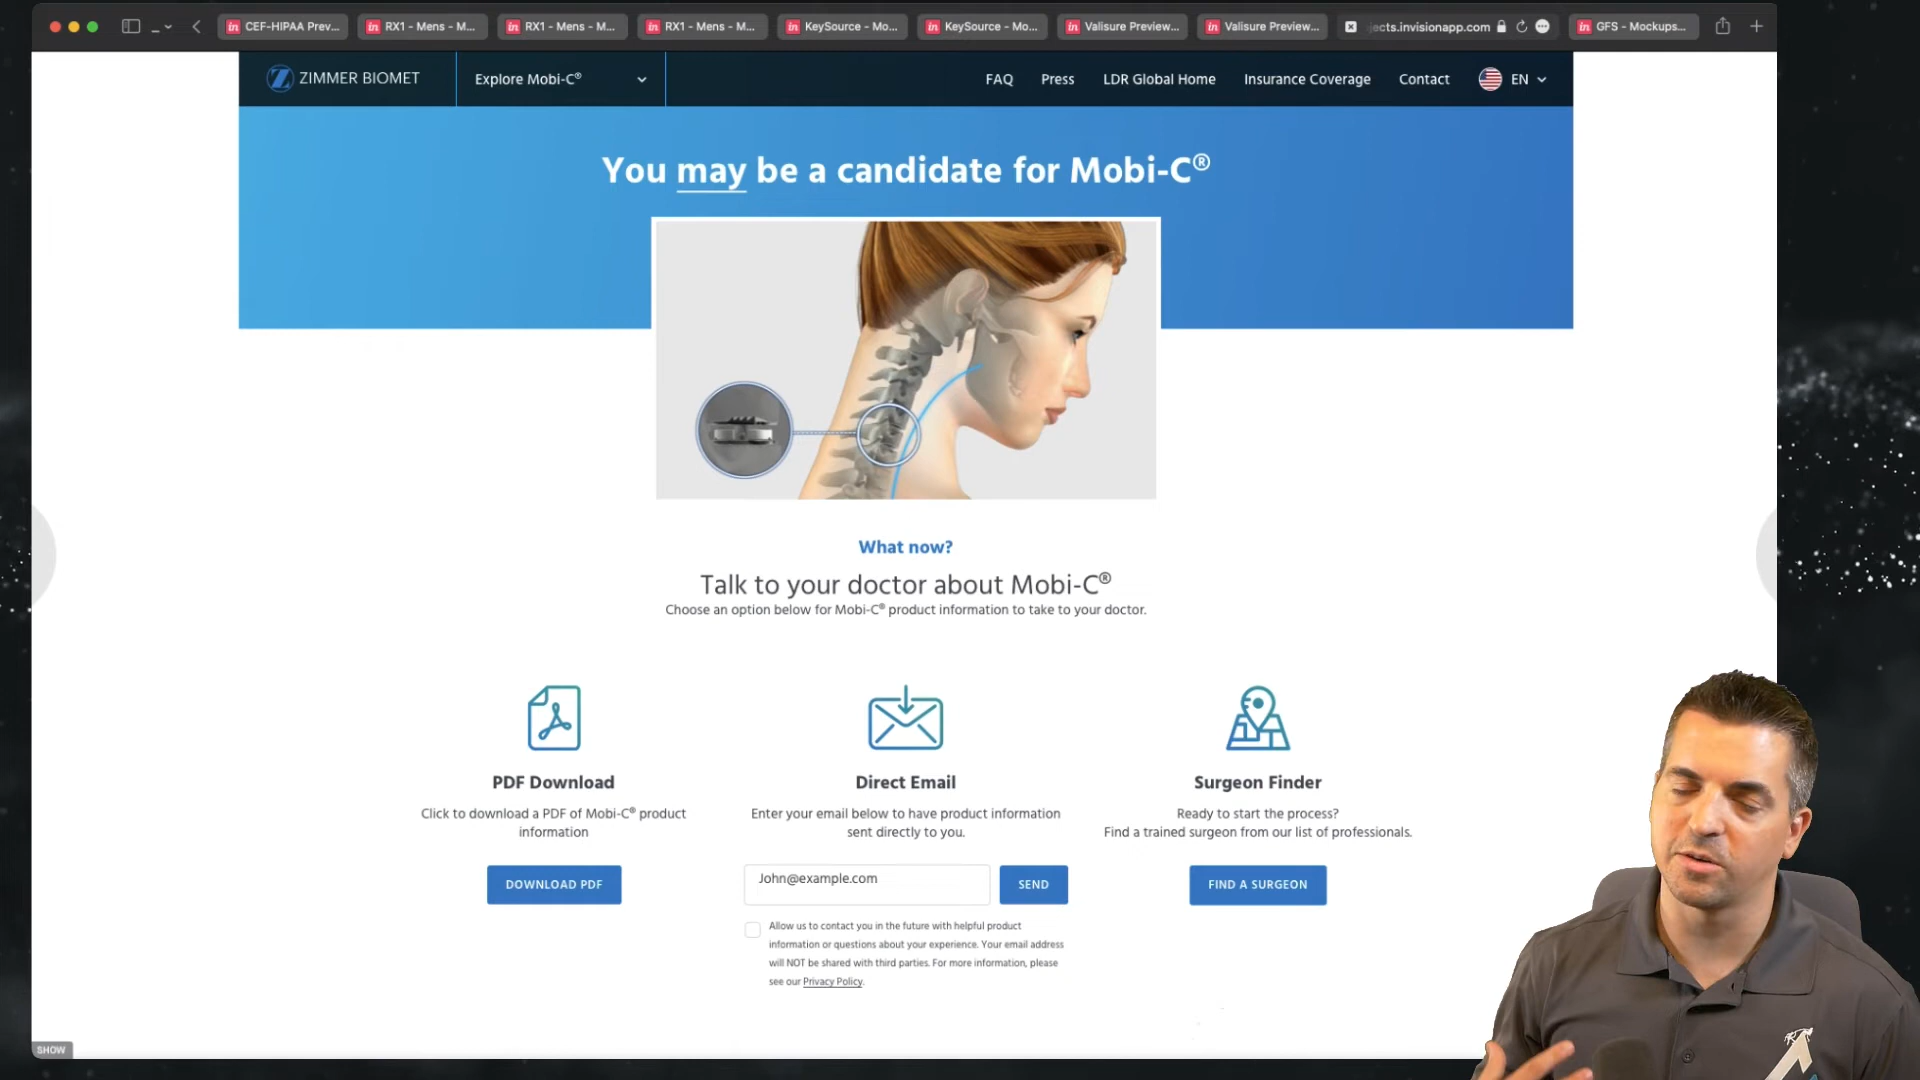 CEF-HIPAA Prev...
RX1 - Mens - M...
RX1 - Mens - M...
RX1 - Mens - M...
KeySource - Mo...
KeySource - Mo...
Valisure Preview...
Valisure Preview...
jects.invisionapp.com
GFS - Mockups...
ZIMMER BIOMET
Explore Mobi-C®
FAQ
Press
LDR Global Home
Insurance Coverage
Contact
EN
You may be a candidate for Mobi-C®
What now?
Talk to your doctor about Mobi-C®
Choose an option below for Mobi-C® product information to take to your doctor.
PDF Download
Click to download a PDF of Mobi-C® product
information
DOWNLOAD PDF
Direct Email
Enter your email below to have product information
sent directly to you.
John@example.com
SEND
Allow us to contact you in the future with helpful product
information or questions about your experience. Your email address
will NOT be shared with third parties. For more information, please
see our Privacy Policy.
Surgeon Finder
Ready to start the process?
Find a trained surgeon from our list of professionals.
FIND A SURGEON
SHOW